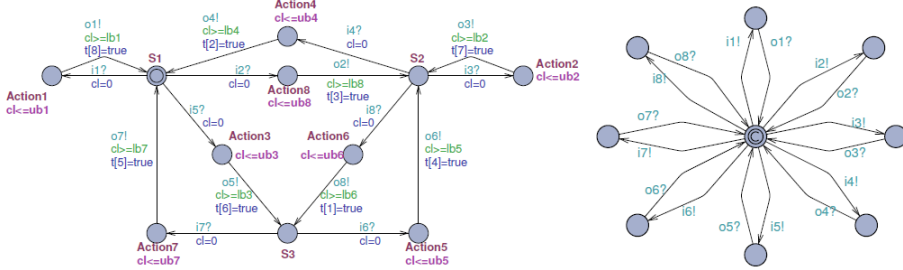 Action4
cl<=ub4
o1!
cl>=lb1
t[8]=true
o4!
cl>=lb4
t[2]=true
i4?
cl=0
o3!
cl>=lb2
t[7]=true
S1
S2
i1?
cl=0
i2?
cl=0
o2!
cl>=lb8
t[3]=true
i3?
cl=0
Action1
cl<=ub1
Action8
cl<=ub8
Action2
cl<=ub2
i5?
cl=0
i8?
cl=0
o7!
cl>=lb7
t[5]=true
Action3
cl<=ub3
Action6
cl<=ub6
o6!
cl>=lb5
t[4]=true
o5!
cl>=lb3
t[6]=true
o8!
cl>=lb6
t[1]=true
i7?
cl=0
i6?
cl=0
Action7
cl<=ub7
S3
Action5
cl<=ub5
i1!
o1?
o8?
i8!
i2!
o2?
o7?
i7!
i3!
o3?
o6?
i6!
i4!
o4?
o5?
i5!
C